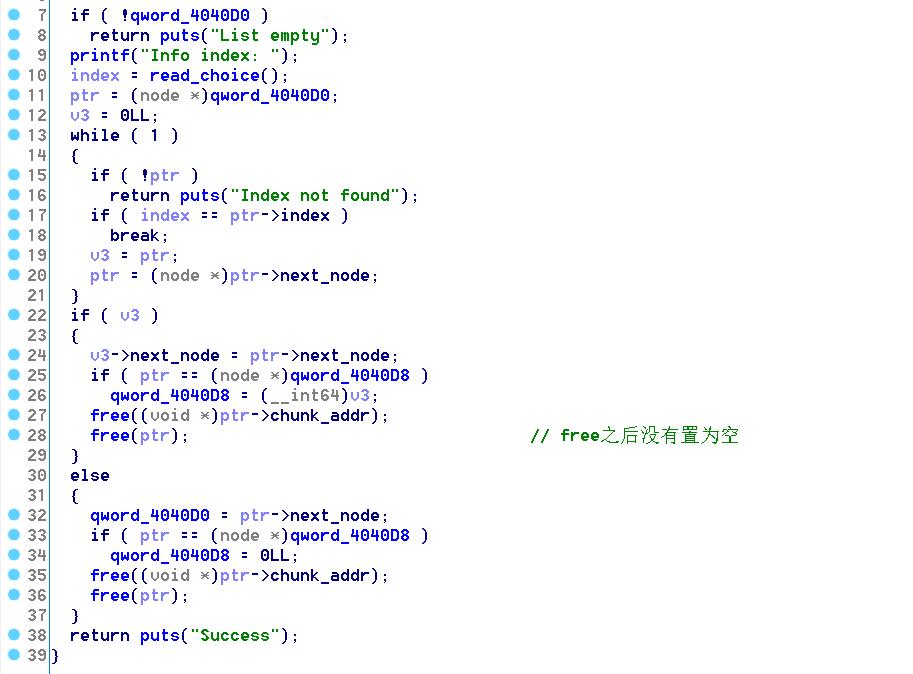 7 if ( !qword_4040D0 )
8 return puts("List empty");
9 printf("Info index: ");
10 index = read_choice();
11 ptr = (node *)qword_4040D0;
12 v3 = 0LL;
13 while ( 1 )
14 {
15 if ( !ptr )
16 return puts("Index not found");
17 if ( index == ptr->index )
18 break;
19 v3 = ptr;
20 ptr = (node *)ptr->next_node;
21 }
22 if ( v3 )
23 {
24 v3->next_node = ptr->next_node;
25 if ( ptr == (node *)qword_4040D8 )
26 qword_4040D8 = (__int64)v3;
27 free((void *)ptr->chunk_addr);
28 free(ptr); // free之后没有置为空
29 }
30 else
31 {
32 qword_4040D0 = ptr->next_node;
33 if ( ptr == (node *)qword_4040D8 )
34 qword_4040D8 = 0LL;
35 free((void *)ptr->chunk_addr);
36 free(ptr);
37 }
38 return puts("Success");
39 }